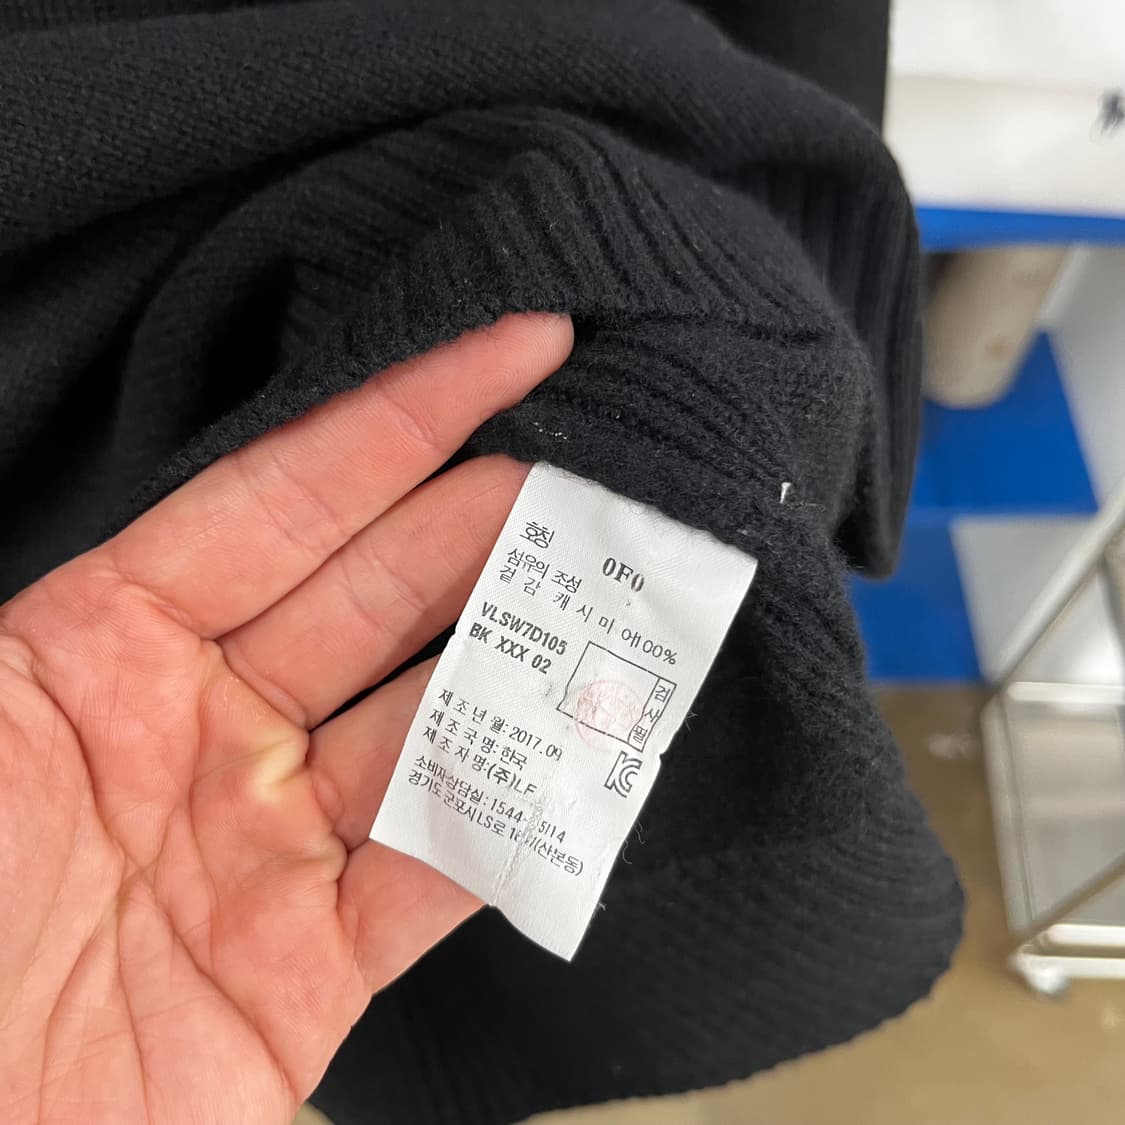 호칭 0F0
섬유의 조성
겉 감 캐 시 미 어100%
VLSW7D105
BK XXX 02
검사필
제 조 년 월: 2017. 09
제 조 국 명: 한국
제 조 자 명:(주)LF
소비자상담실: 1544-5114
경기도 군포시 LS로 (산본동)